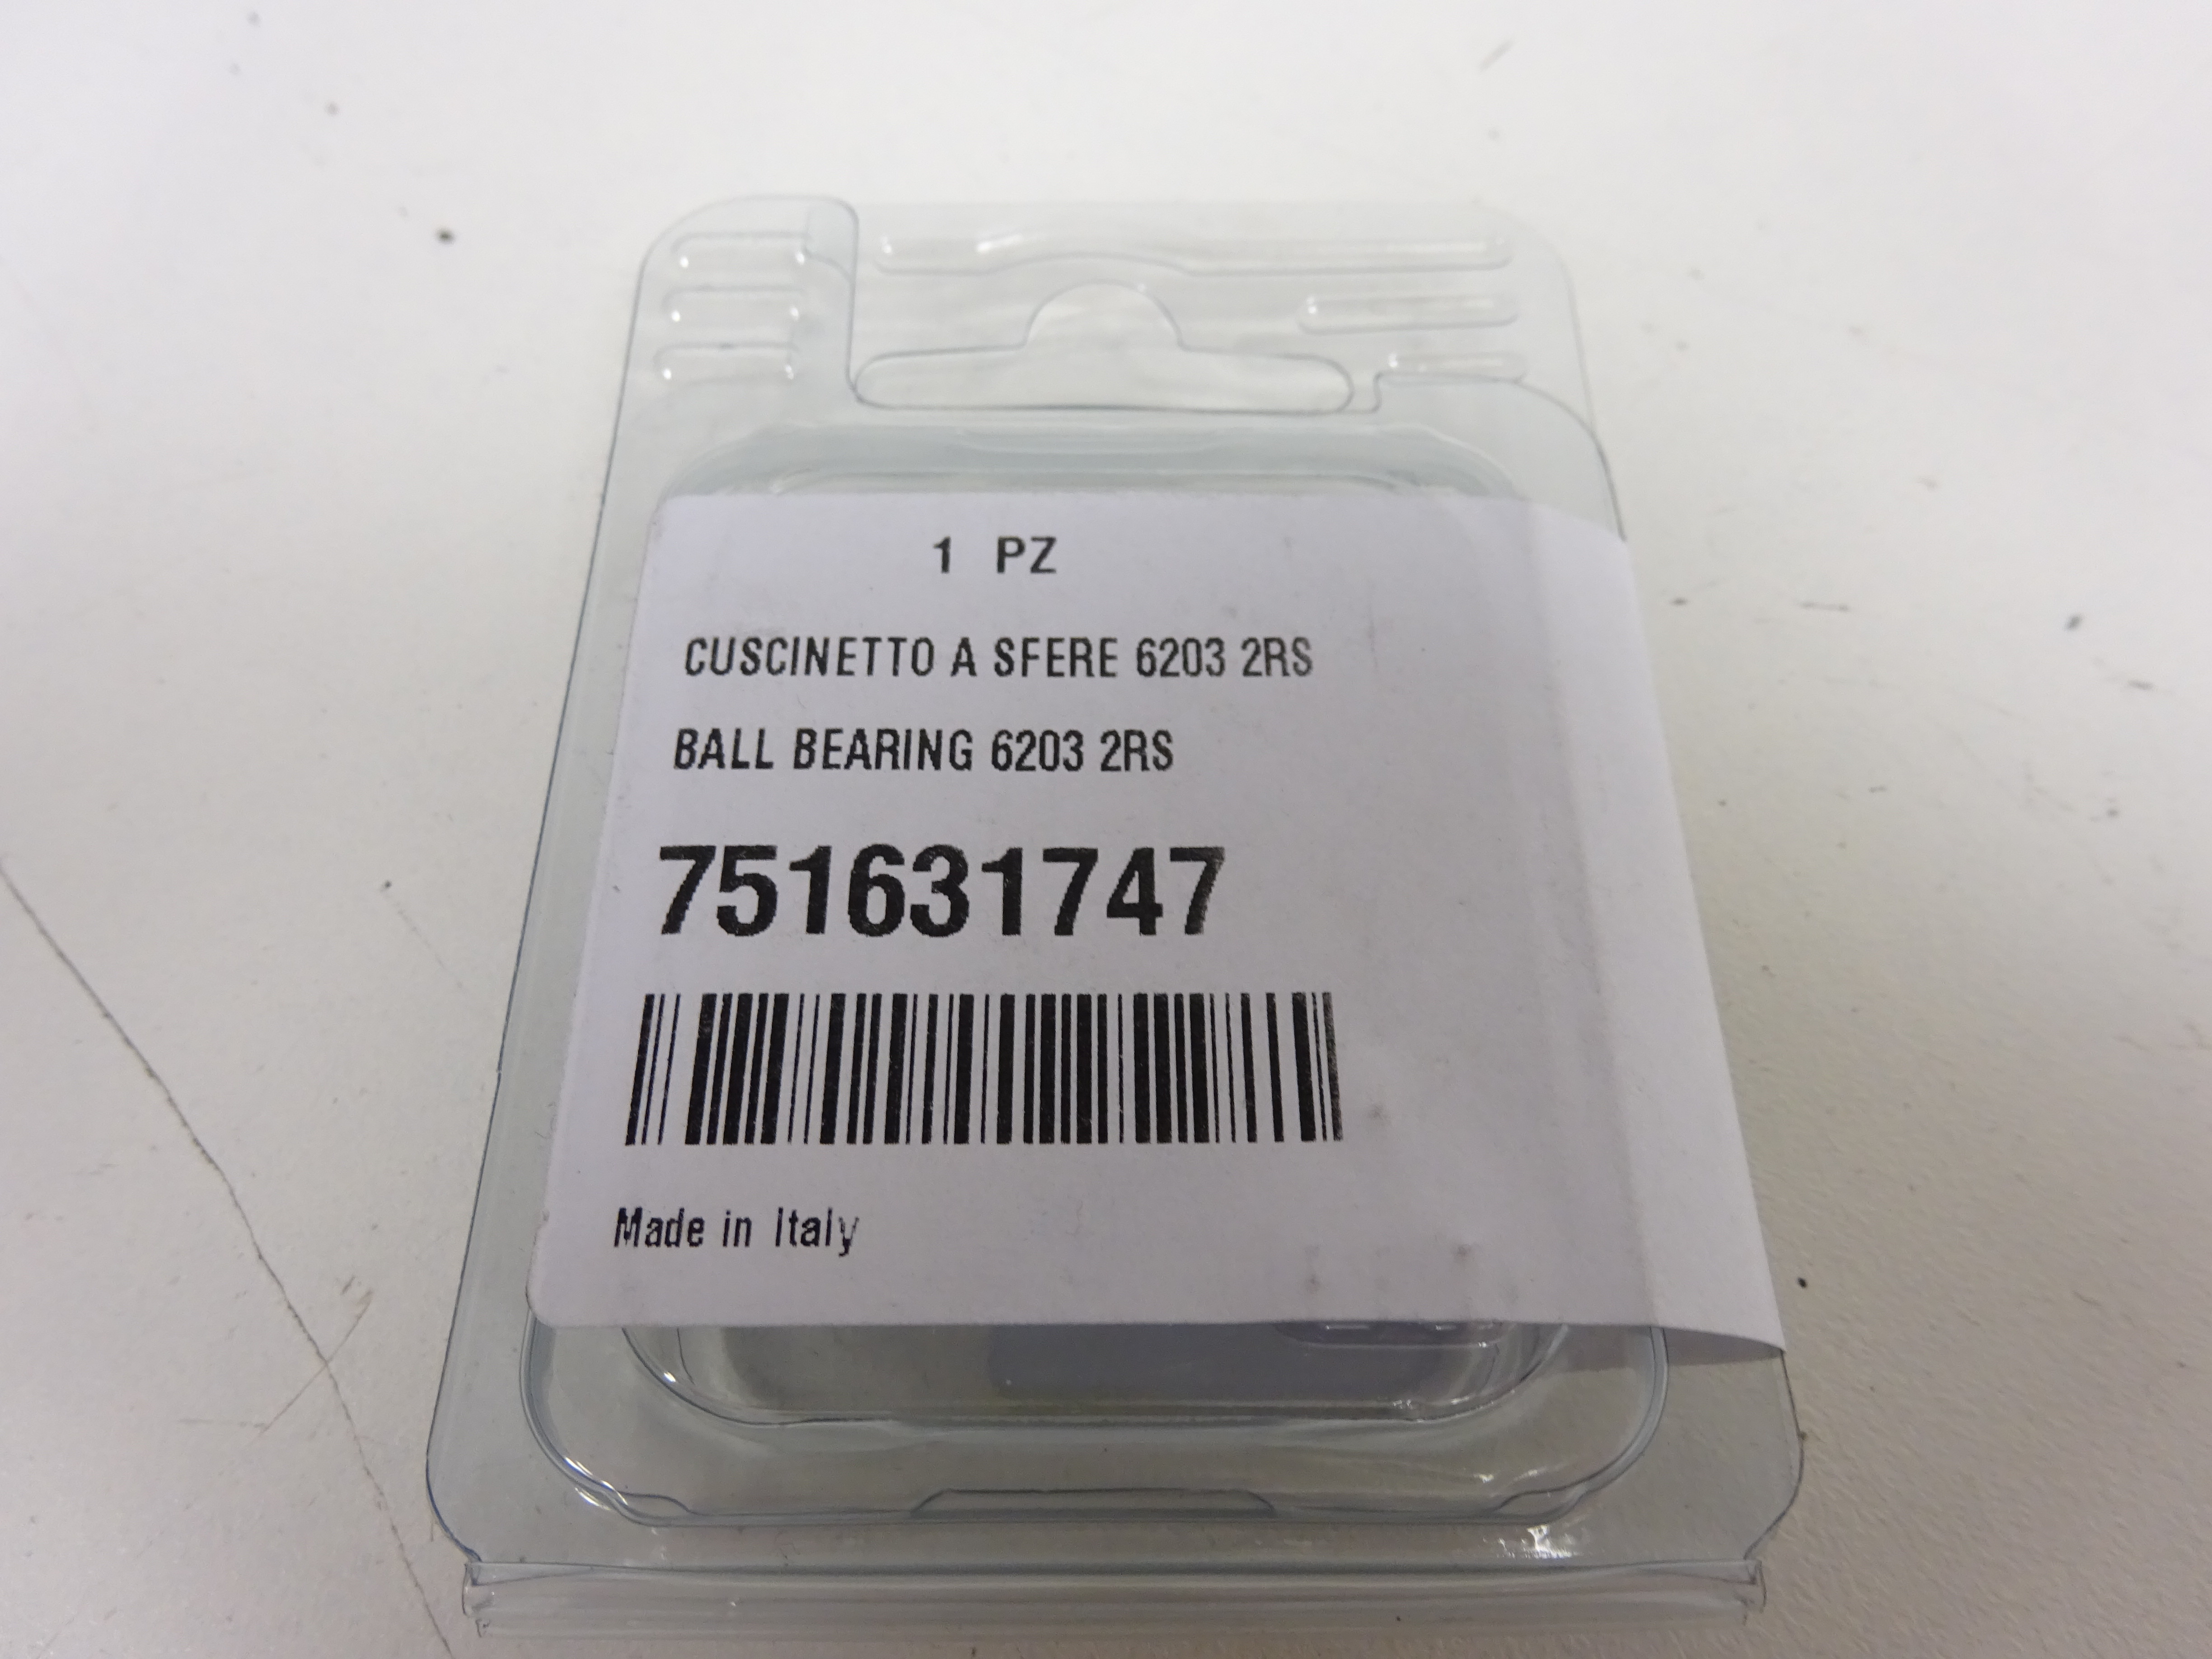 1 PZ
CUSCINETTO A SFERE 6203 2RS
BALL BEARING 6203 2RS
751631747
Made in Italy